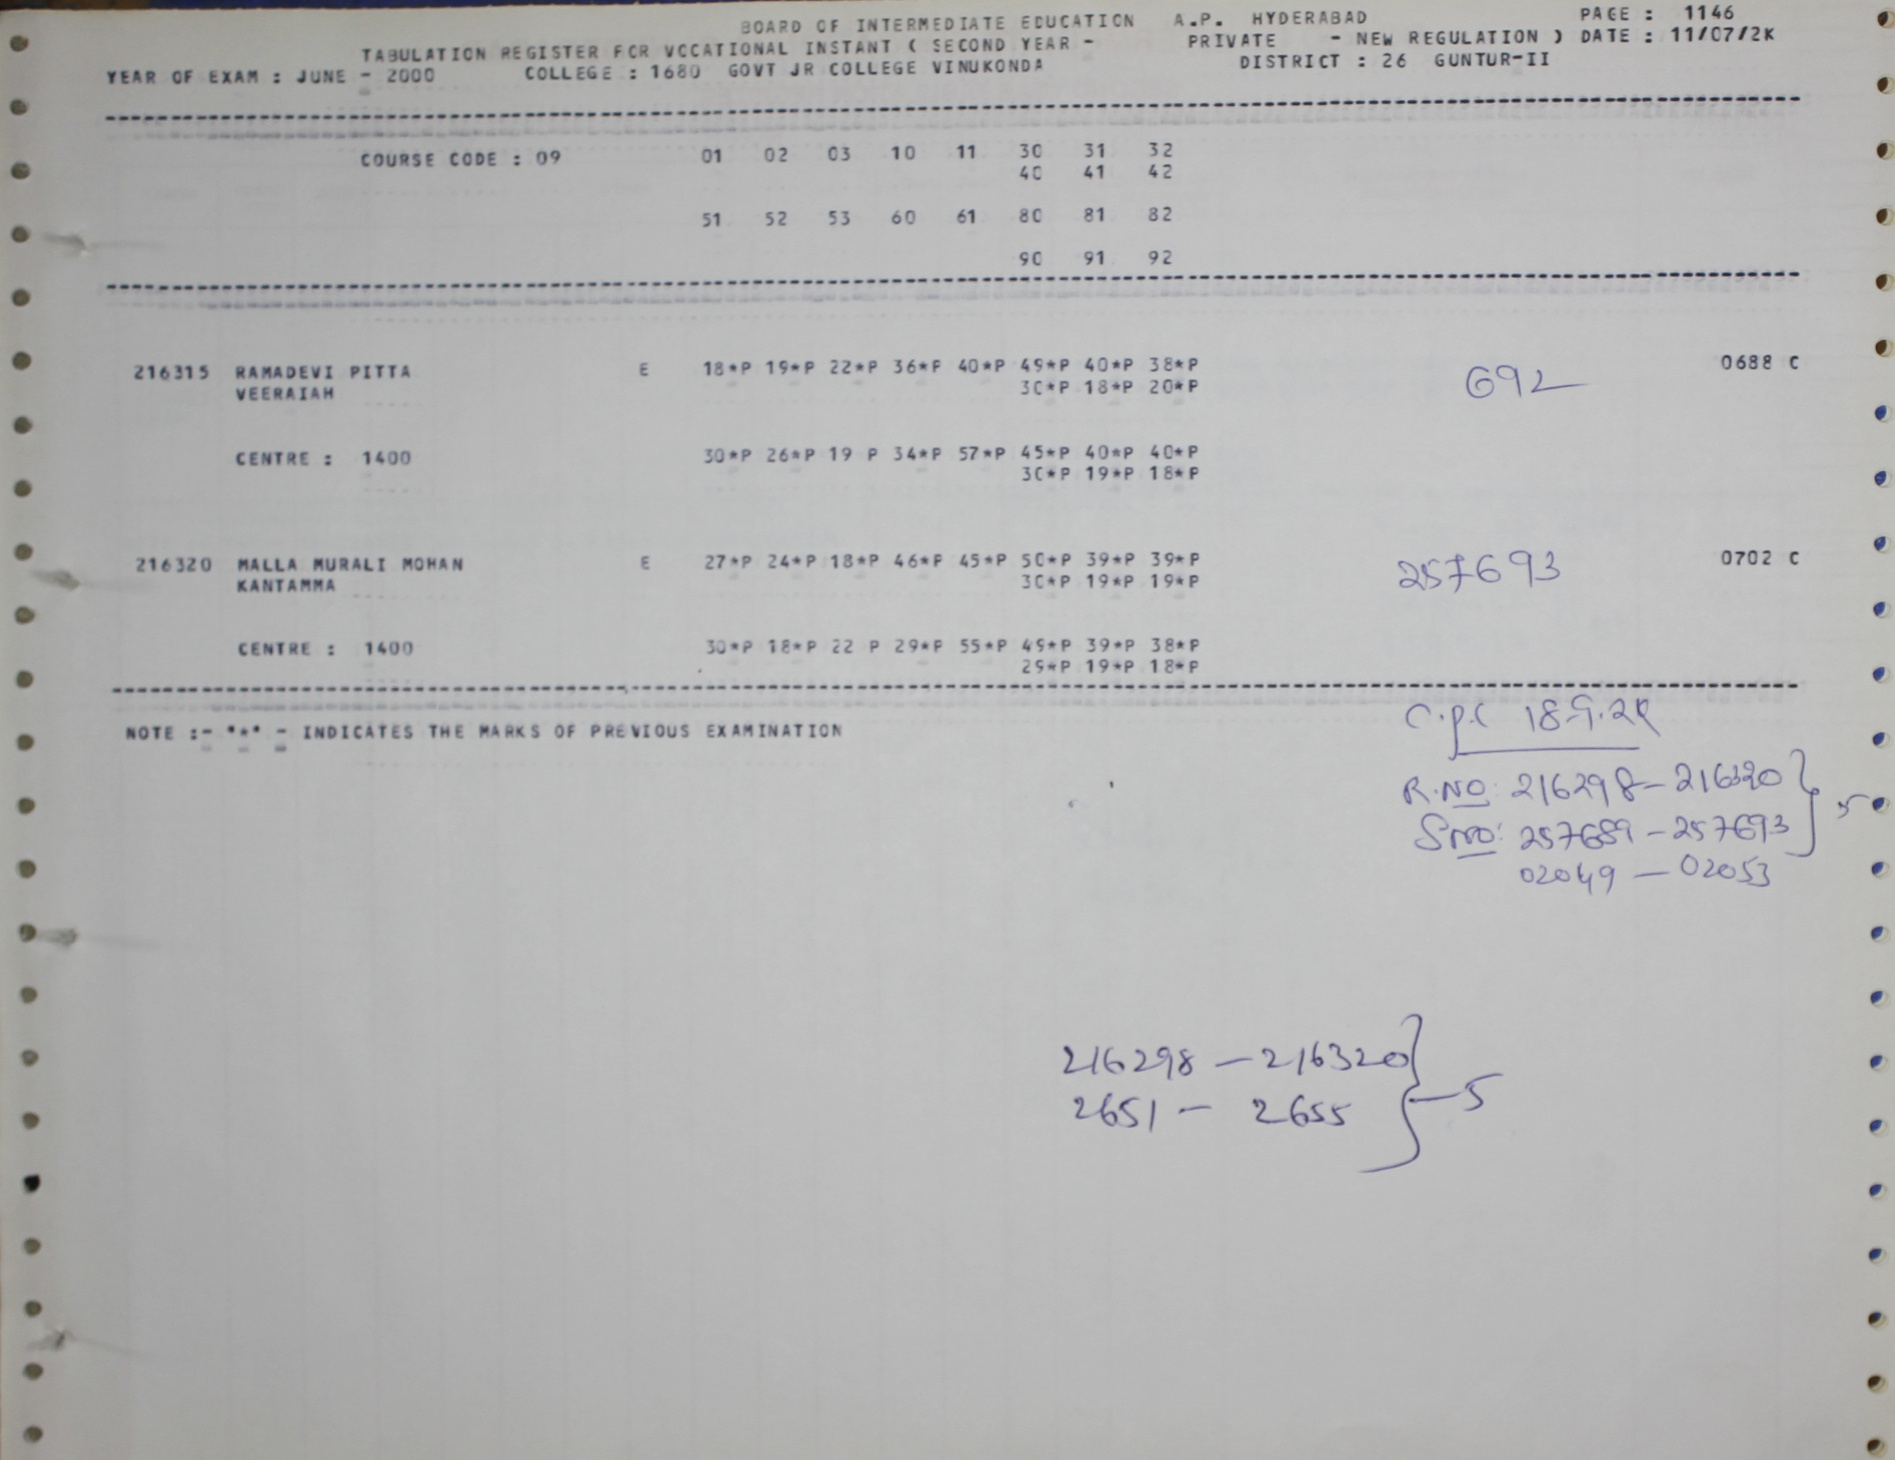 BOARD OF INTERMEDIATE EDUCATION A.P. HYDERABAD PAGE : 1146
TABULATION REGISTER FOR VOCATIONAL INSTANT ( SECOND YEAR - PRIVATE - NEW REGULATION ) DATE : 11/07/2K
YEAR OF EXAM : JUNE - 2000 COLLEGE : 1680 GOVT JR COLLEGE VINUKONDA DISTRICT : 26 GUNTUR-II
COURSE CODE : 09 01 02 03 10 11 30 31 32
40 41 42
51 52 53 60 61 80 81 82
90 91 92
216315 RAMADEVI PITTA E 18*P 19*P 22*P 36*P 40*P 49*P 40*P 38*P 692 0688 C
VEERAIAH 30*P 18*P 20*P
CENTRE : 1400 30*P 26*P 19 P 34*P 57*P 45*P 40*P 40*P
30*P 19*P 18*P
216320 MALLA MURALI MOHAN E 27*P 24*P 18*P 46*P 45*P 50*P 39*P 39*P 257693 0702 C
KANTAMMA 30*P 19*P 19*P
CENTRE : 1400 30*P 18*P 22 P 29*P 55*P 49*P 39*P 38*P
29*P 19*P 18*P
NOTE :- "*" - INDICATES THE MARKS OF PREVIOUS EXAMINATION
C.P.C 18.9.2K
R.NO: 216298 - 216320
S.NO: 257689 - 257693 } 5
02049 - 02053
216298 - 216320
2651 - 2655 } - 5